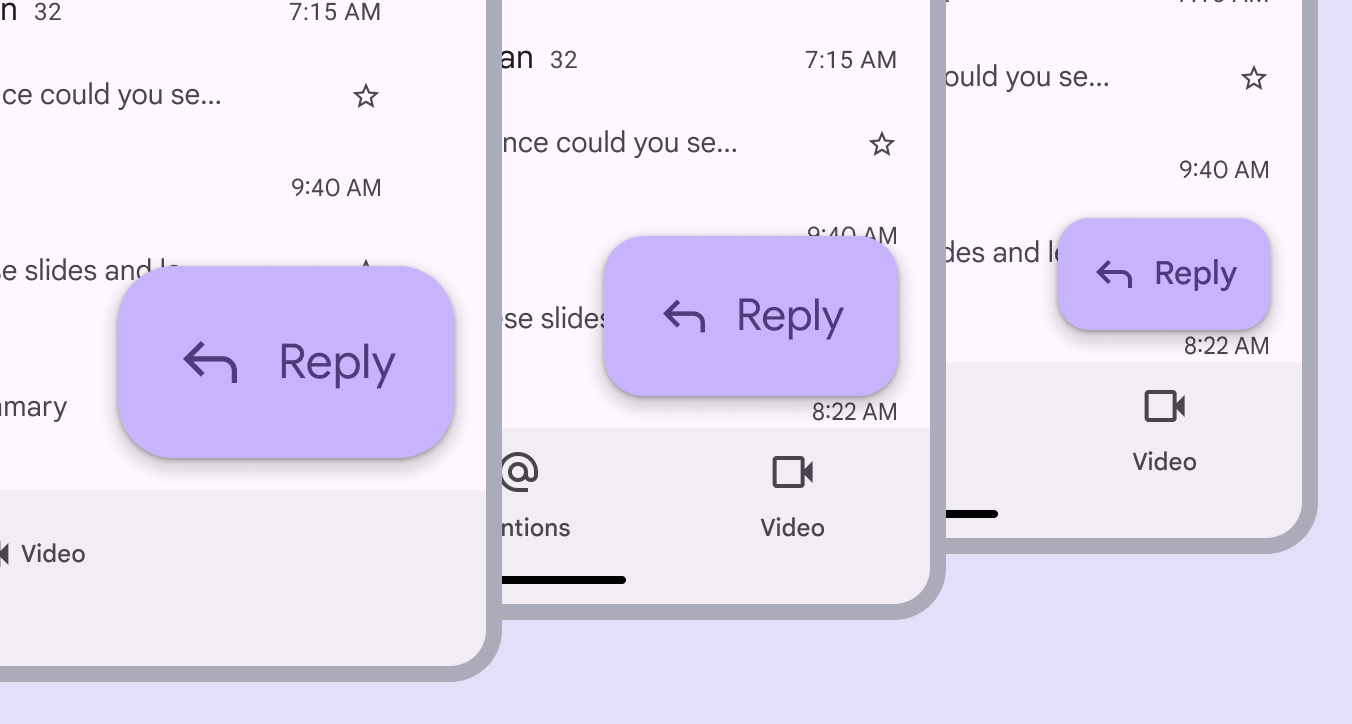 n 32 7:15 AM
ce could you se...
9:40 AM
se slides and
Reply
mary
Video
an 32 7:15 AM
nce could you se...
9:40 AM
ese slides
Reply
8:22 AM
@
ntions
Video
ould you se...
9:40 AM
des and le
Reply
8:22 AM
Video